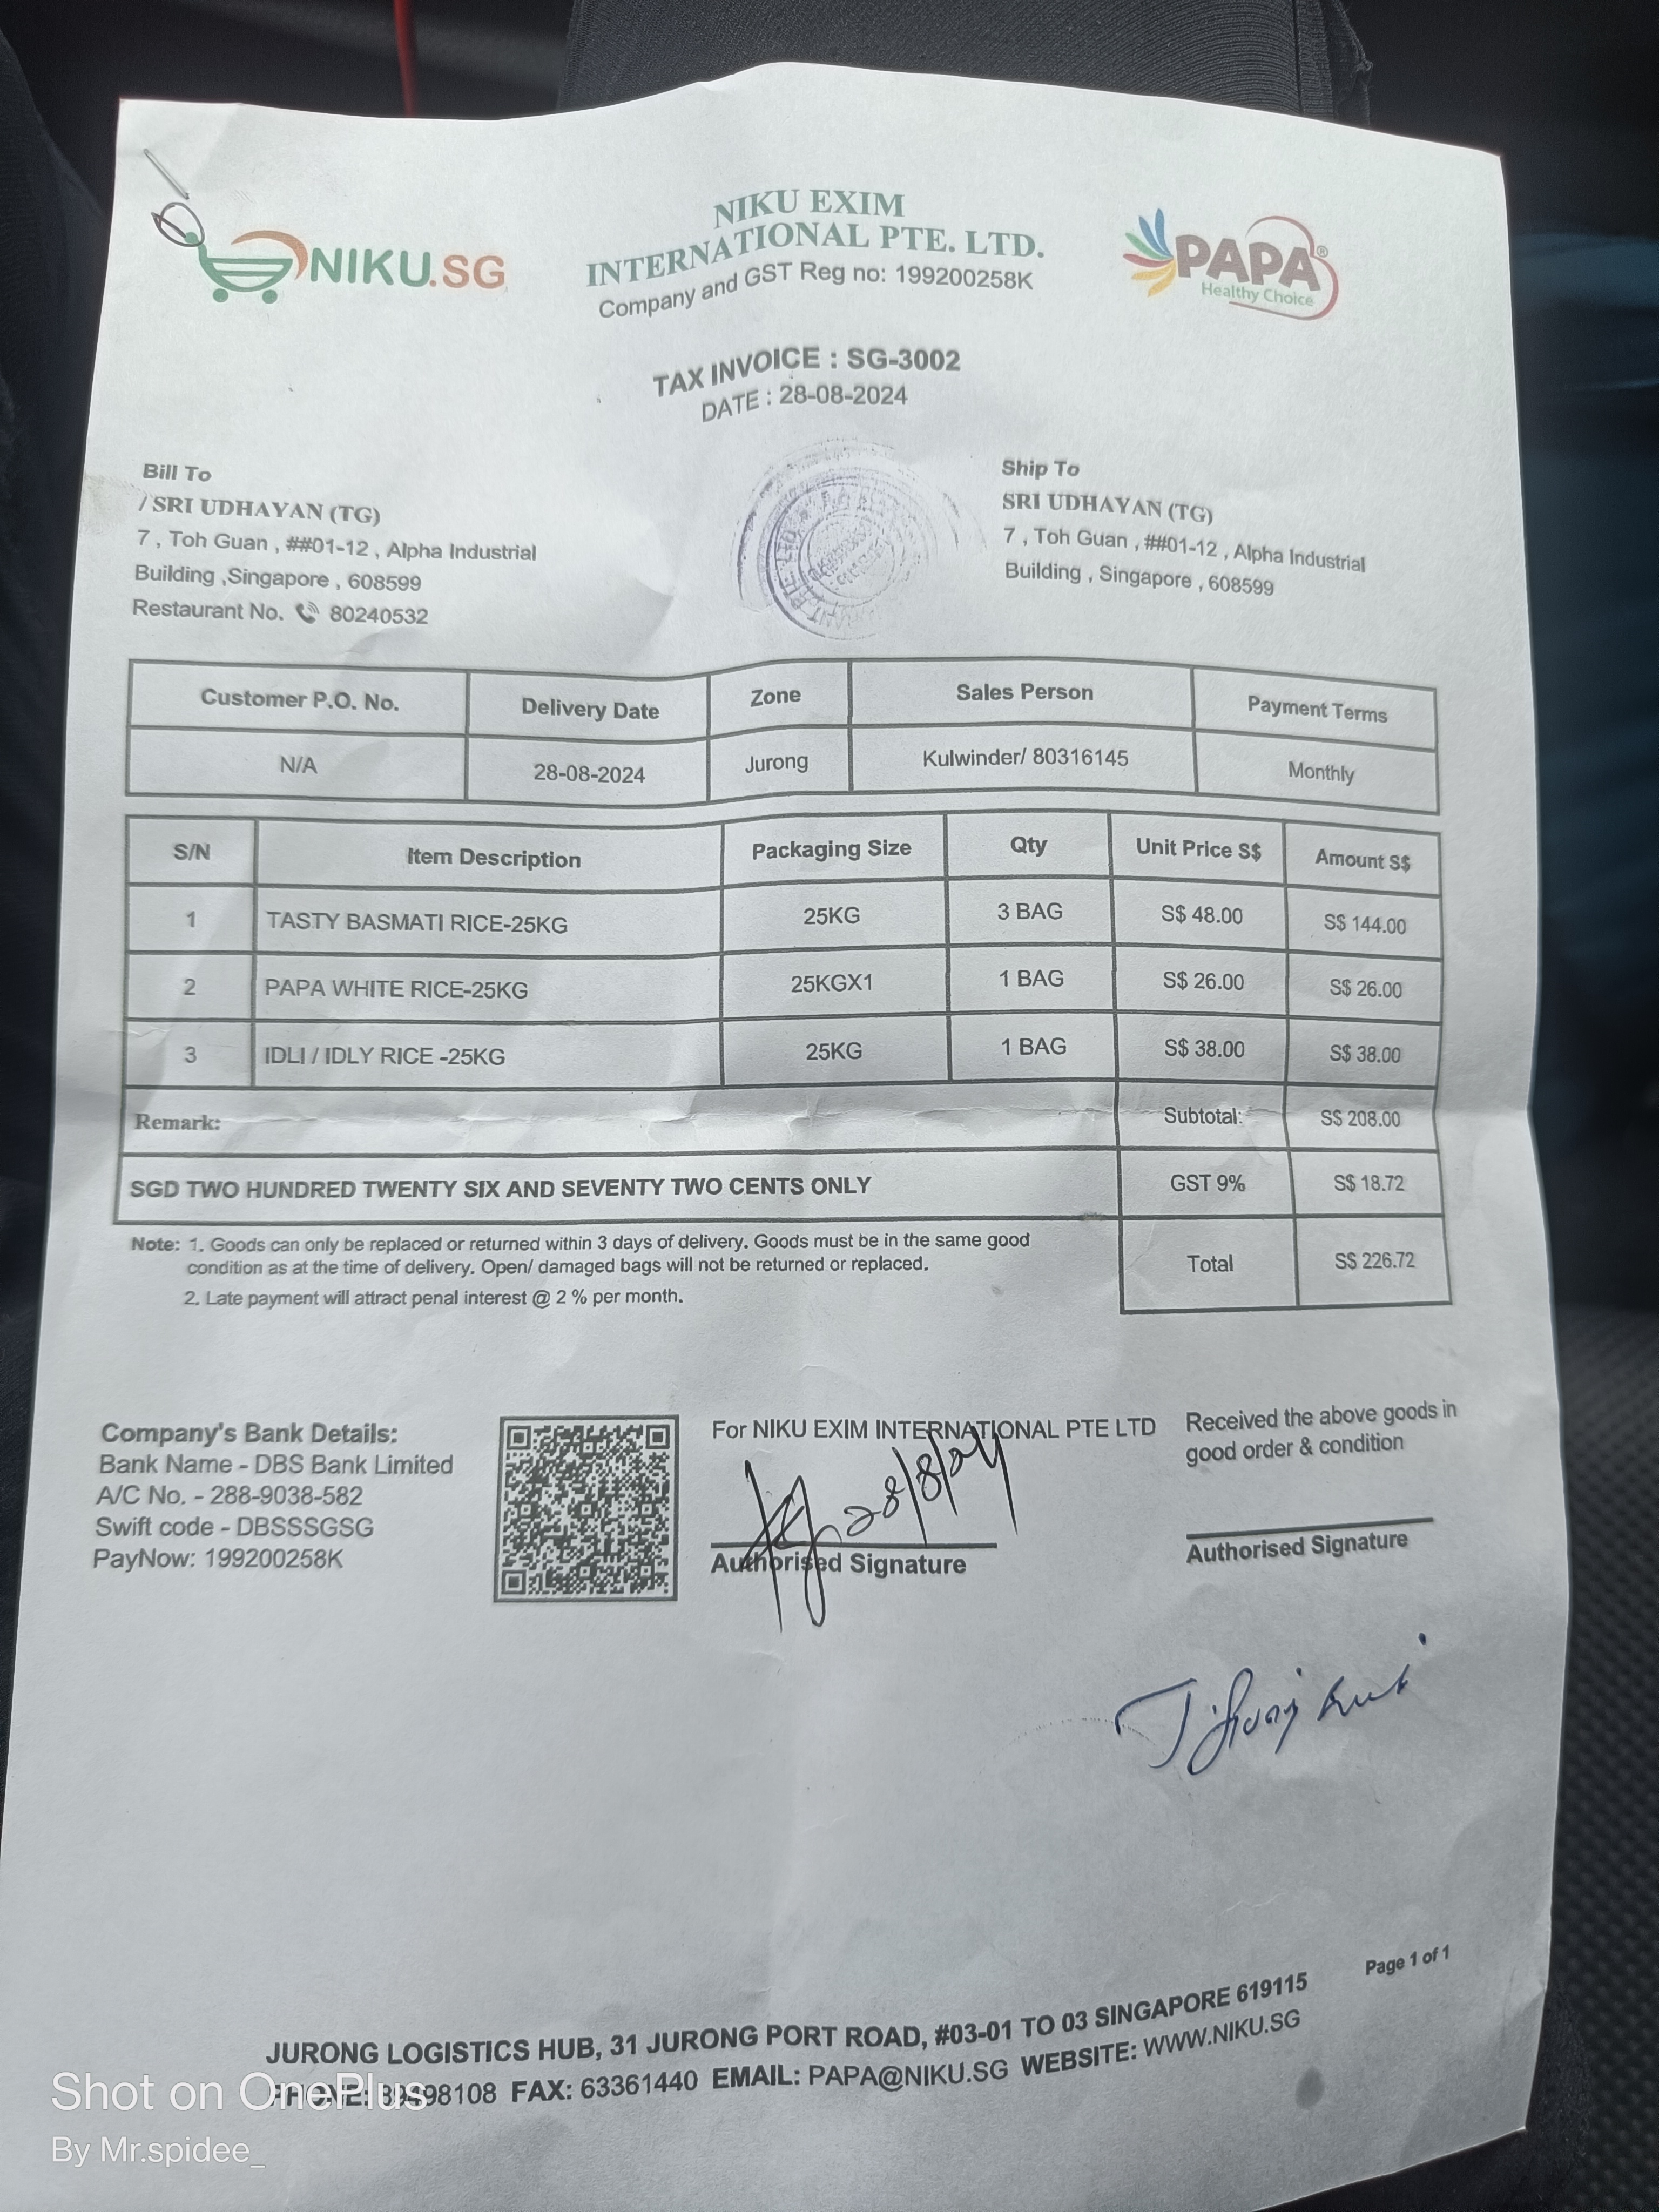 NIKU.SG
NIKU EXIM
INTERNATIONAL PTE. LTD.
Company and GST Reg no: 199200258K
PAPA®
Healthy Choice
TAX INVOICE : SG-3002
DATE : 28-08-2024
Bill To
/ SRI UDHAYAN (TG)
7 , Toh Guan , ##01-12 , Alpha Industrial
Building ,Singapore , 608599
Restaurant No. 80240532
Ship To
SRI UDHAYAN (TG)
7 , Toh Guan , ##01-12 , Alpha Industrial
Building , Singapore , 608599
Customer P.O. No. Delivery Date Zone Sales Person Payment Terms
N/A 28-08-2024 Jurong Kulwinder/ 80316145 Monthly
S/N Item Description Packaging Size Qty Unit Price S$ Amount S$
1 TASTY BASMATI RICE-25KG 25KG 3 BAG S$ 48.00 S$ 144.00
2 PAPA WHITE RICE-25KG 25KGX1 1 BAG S$ 26.00 S$ 26.00
3 IDLI / IDLY RICE -25KG 25KG 1 BAG S$ 38.00 S$ 38.00
Remark: Subtotal: S$ 208.00
SGD TWO HUNDRED TWENTY SIX AND SEVENTY TWO CENTS ONLY GST 9% S$ 18.72
Total S$ 226.72
Note: 1. Goods can only be replaced or returned within 3 days of delivery. Goods must be in the same good
condition as at the time of delivery. Open/ damaged bags will not be returned or replaced.
2. Late payment will attract penal interest @ 2 % per month.
Company's Bank Details:
Bank Name - DBS Bank Limited
A/C No. - 288-9038-582
Swift code - DBSSSGSG
PayNow: 199200258K
For NIKU EXIM INTERNATIONAL PTE LTD
28/8/24
Authorised Signature
Received the above goods in
good order & condition
Authorised Signature
Page 1 of 1
JURONG LOGISTICS HUB, 31 JURONG PORT ROAD, #03-01 TO 03 SINGAPORE 619115
PHONE: 89498108 FAX: 63361440 EMAIL: PAPA@NIKU.SG WEBSITE: WWW.NIKU.SG
Shot on OnePlus
By Mr.spidee_